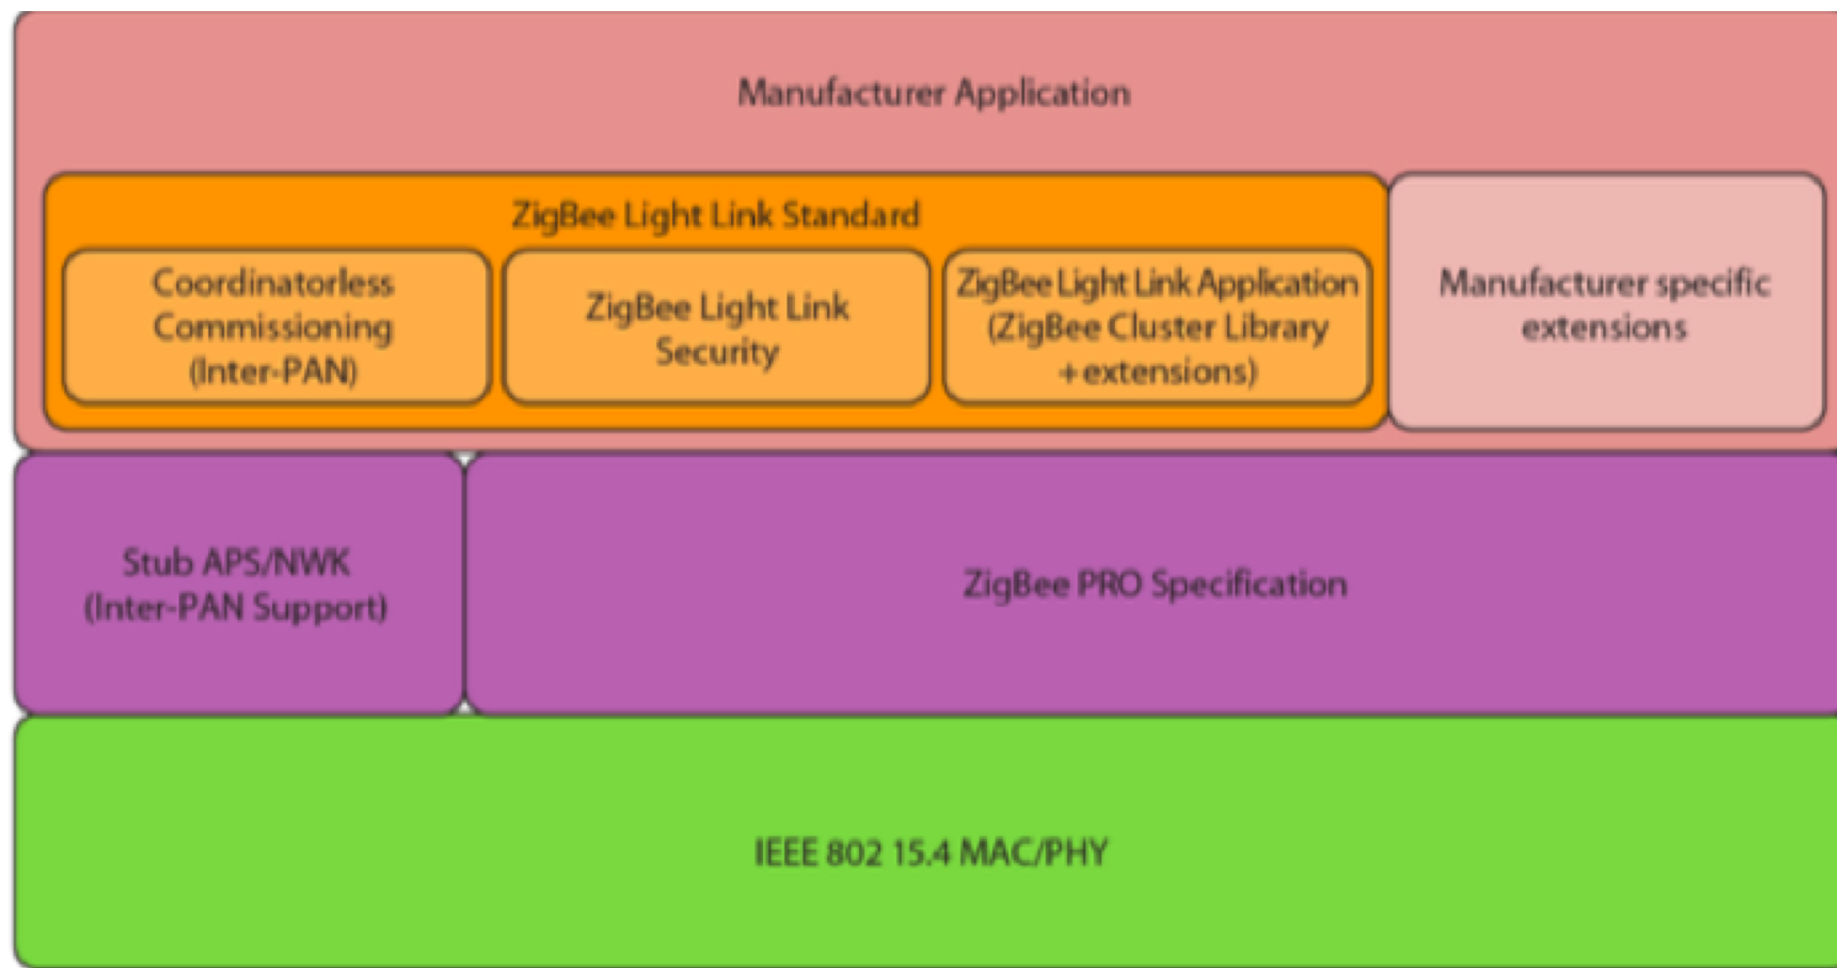 Manufacturer Application
ZigBee Light Link Standard
Coordinatorless
Commissioning
(Inter-PAN)
ZigBee Light Link
Security
ZigBee Light Link Application
(ZigBee Cluster Library
+extensions)
Manufacturer specific
extensions
Stub APS/NWK
(Inter-PAN Support)
ZigBee PRO Specification
IEEE 802 15.4 MAC/PHY